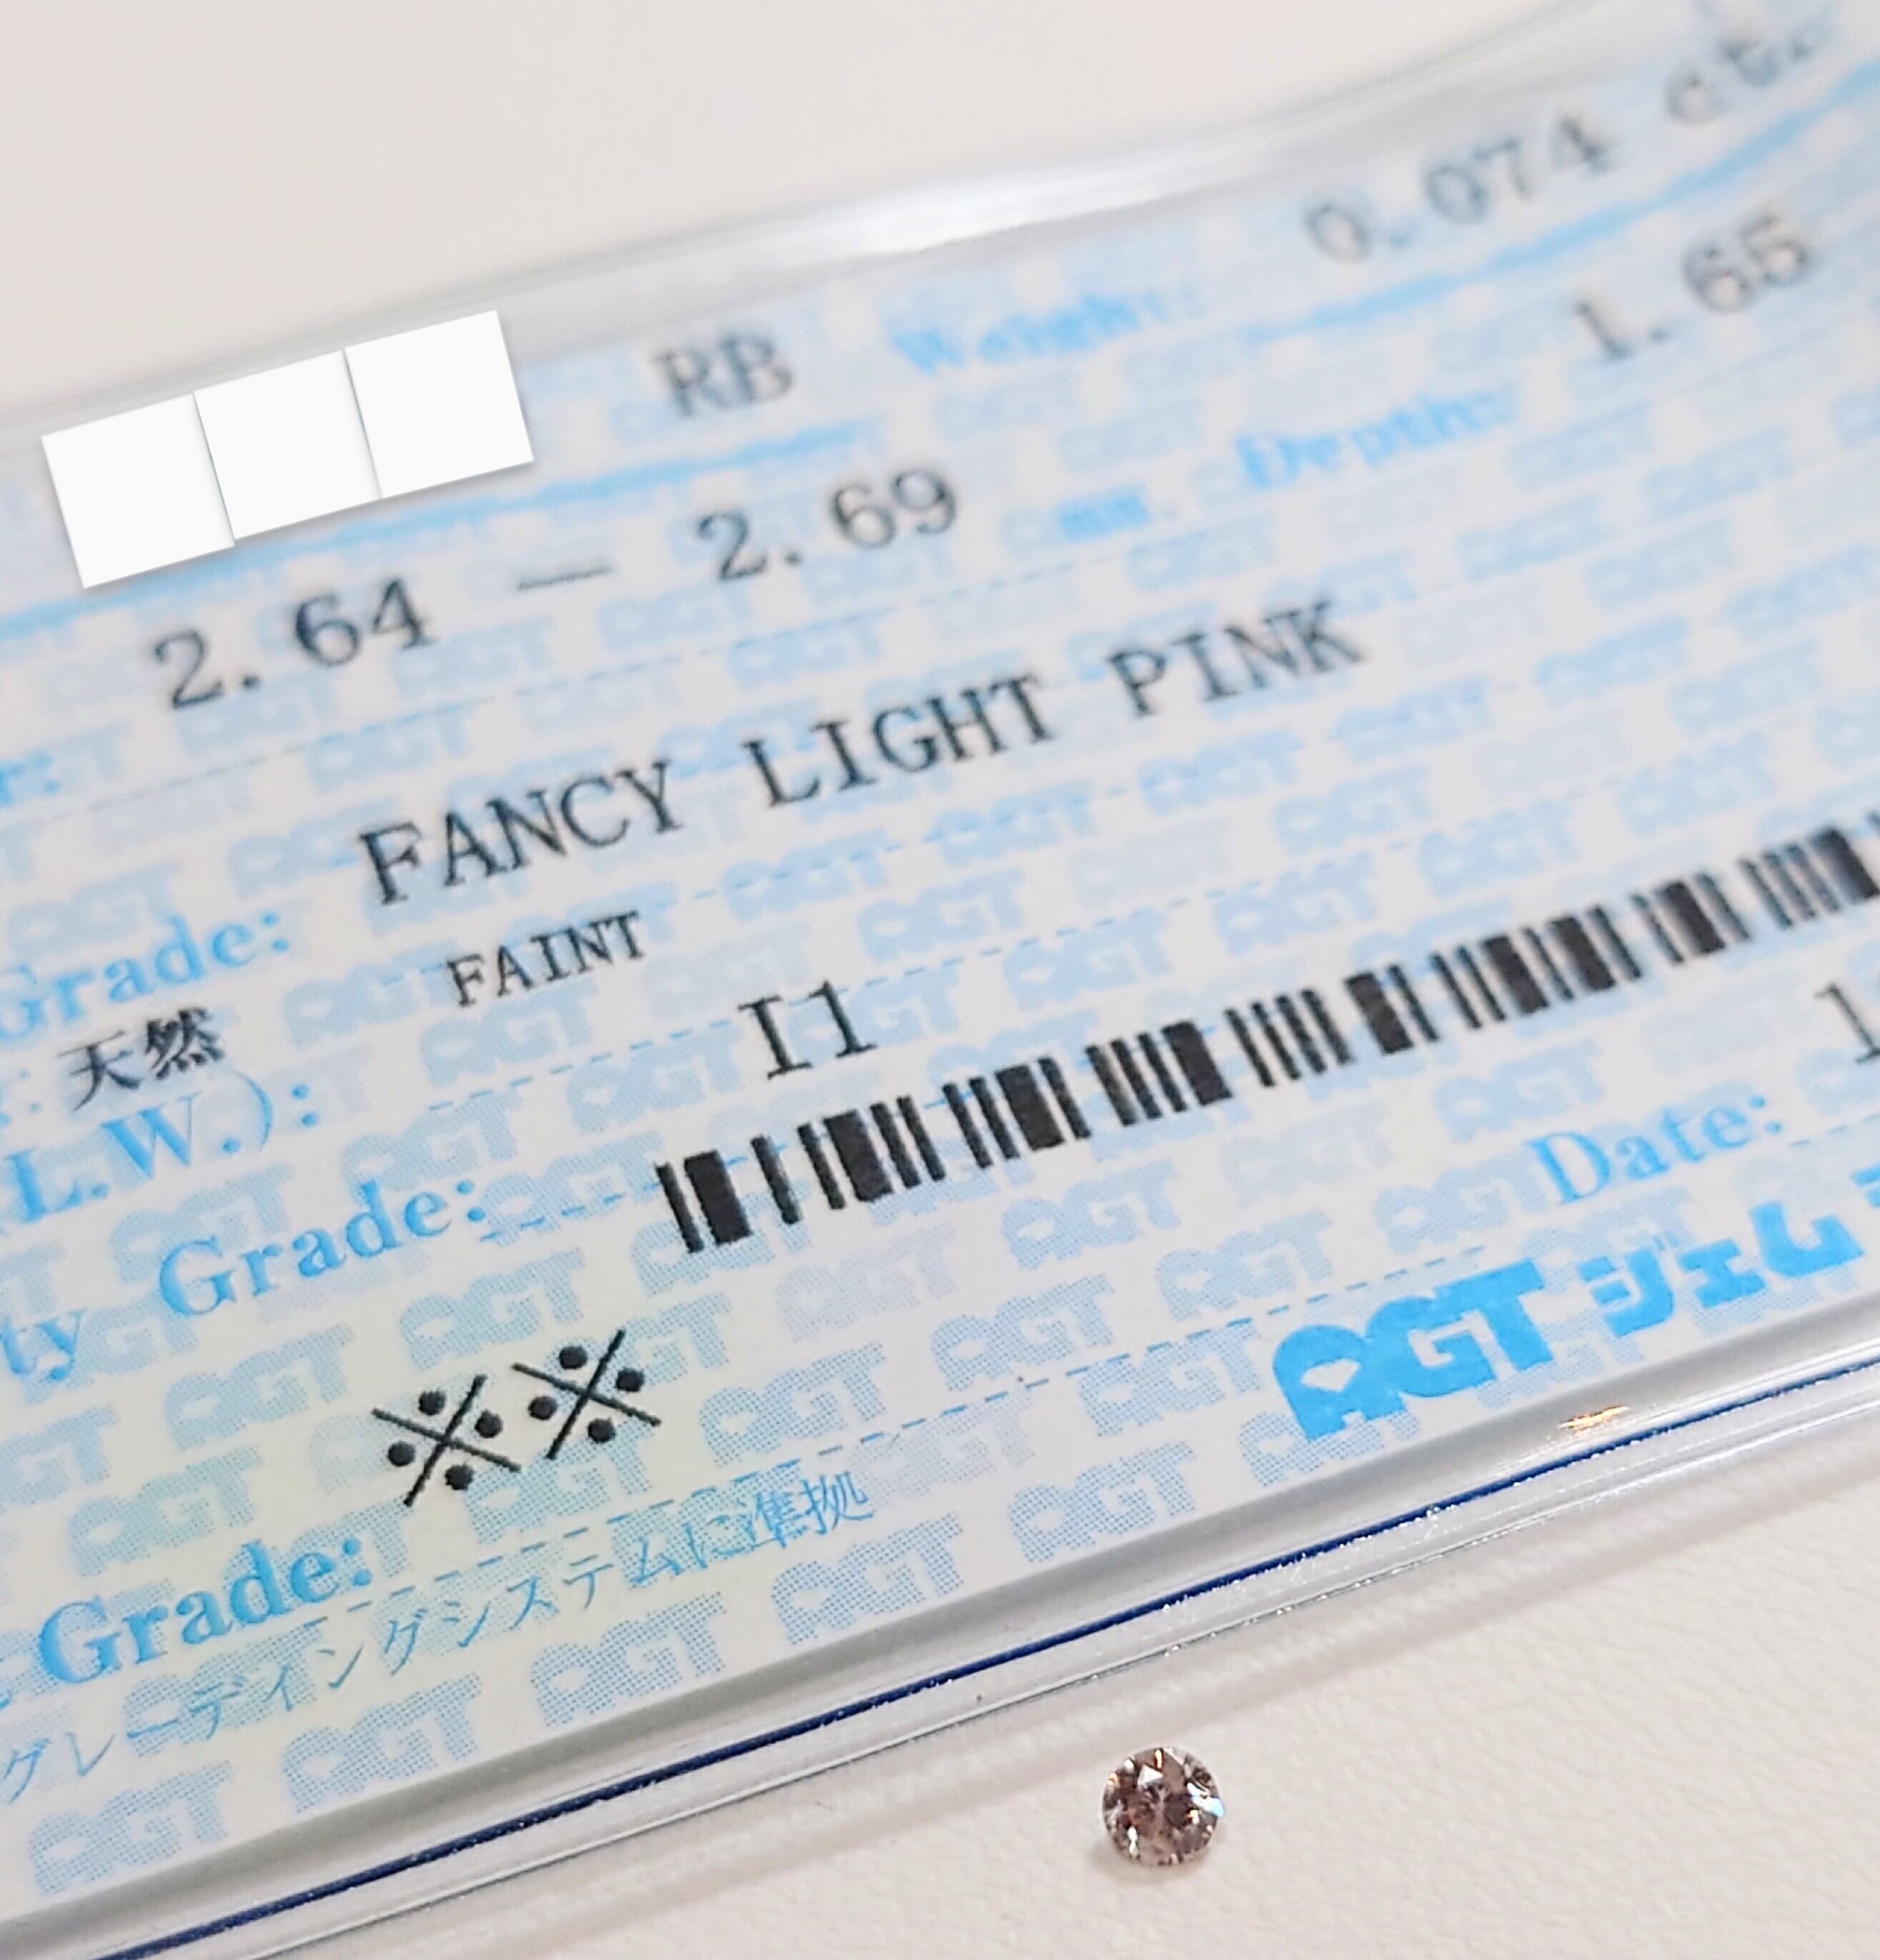 RB Weight: 0.074 ct.
2.64 — 2.69 mm. Depth: 1.65
FANCY LIGHT PINK
Grade:
天然 FAINT
L.W.): I1
Grade:
※※ Date: 1
Grade: AGT ジェム
グレーディングシステムに準拠